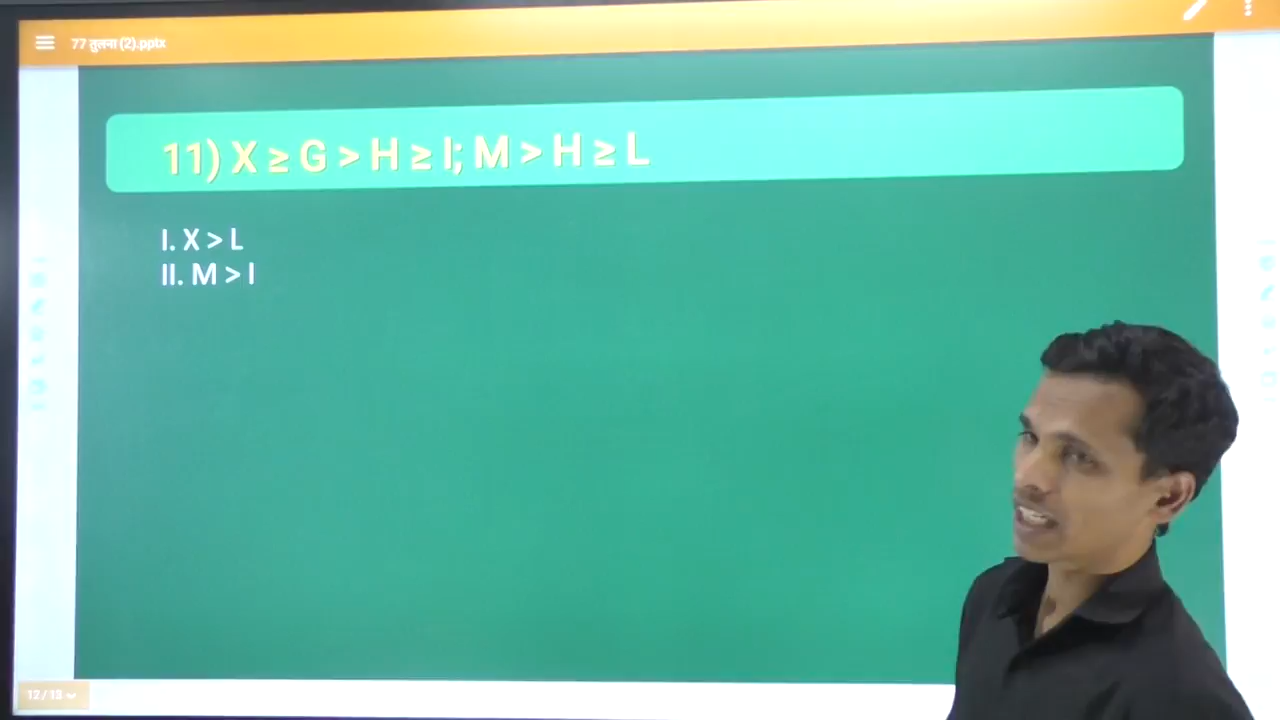 77 तुलना (2).pptx
11) X ≥ G > H ≥ I; M > H ≥ L
I. X > L
II. M > I
12 / 13